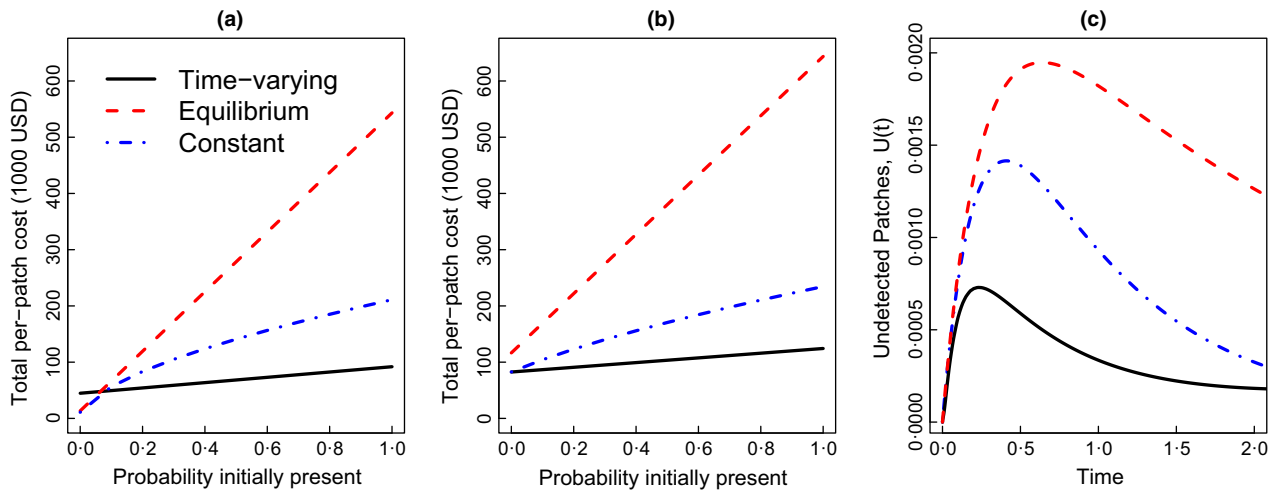 (a)
Total per−patch cost (1000 USD)
0 100 200 300 400 500 600
Time−varying
Equilibrium
Constant
0·0 0·2 0·4 0·6 0·8 1·0
Probability initially present
(b)
Total per−patch cost (1000 USD)
0 100 200 300 400 500 600
0·0 0·2 0·4 0·6 0·8 1·0
Probability initially present
(c)
Undetected Patches, U(t)
0·0000 0·0005 0·0010 0·0015 0·0020
0·0 0·5 1·0 1·5 2·0
Time